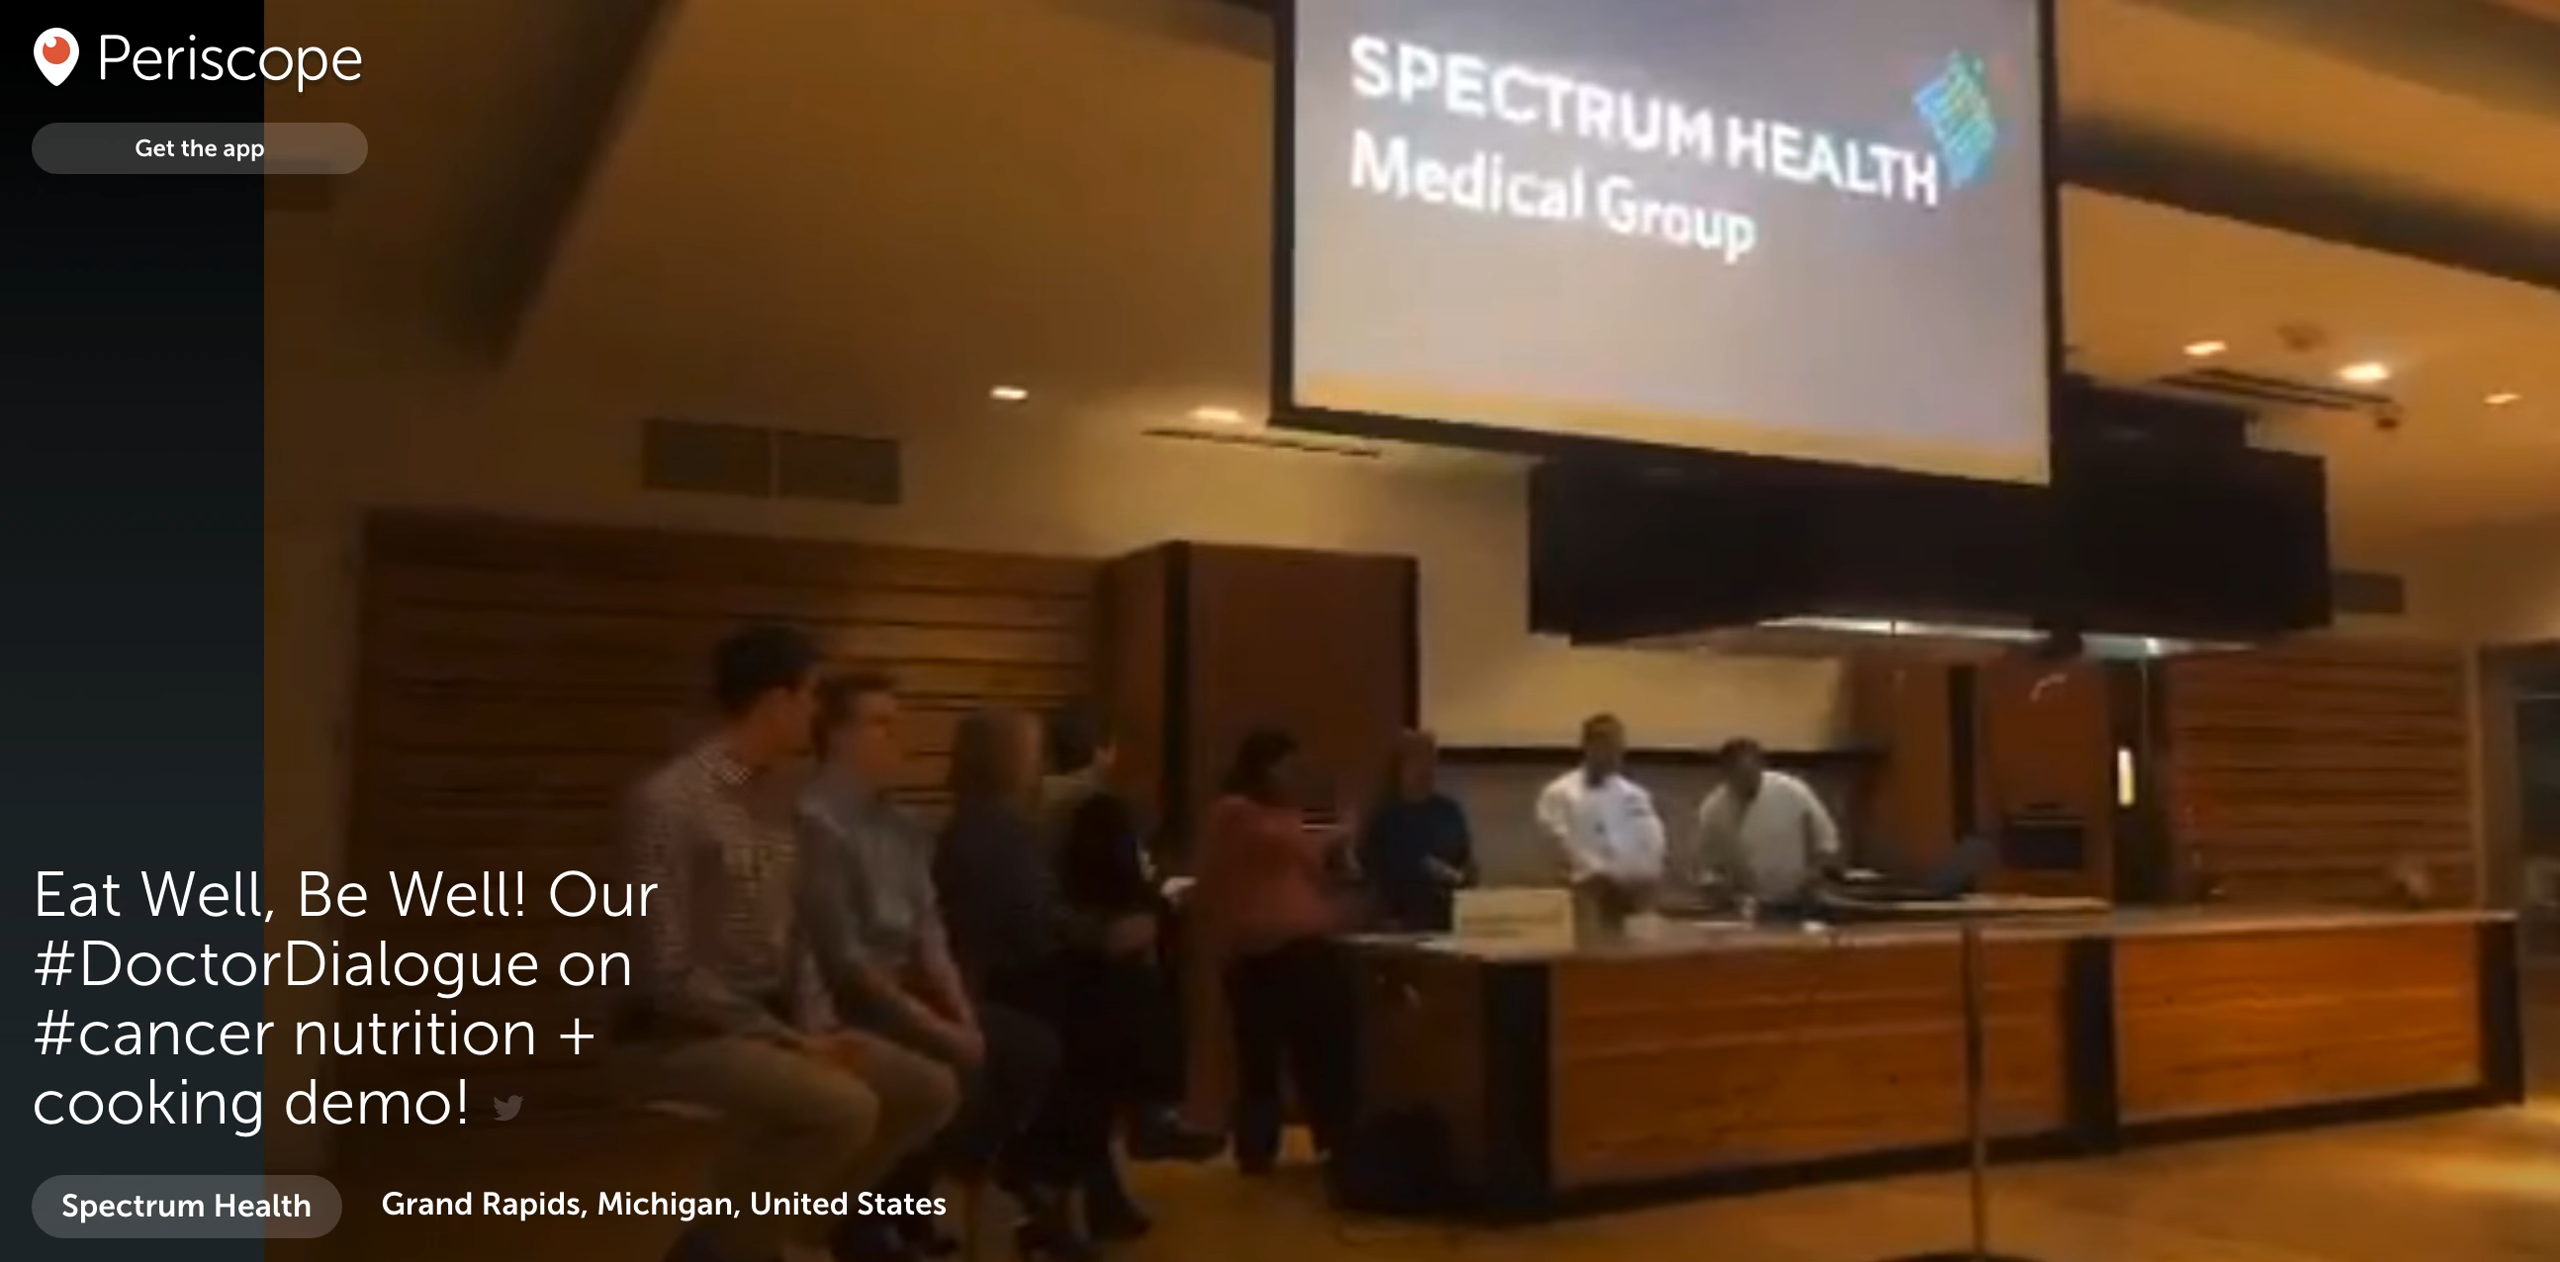 Periscope
Get the app
SPECTRUM HEALTH
Medical Group
Eat Well, Be Well! Our
#DoctorDialogue on
#cancer nutrition +
cooking demo!
Spectrum Health
Grand Rapids, Michigan, United States